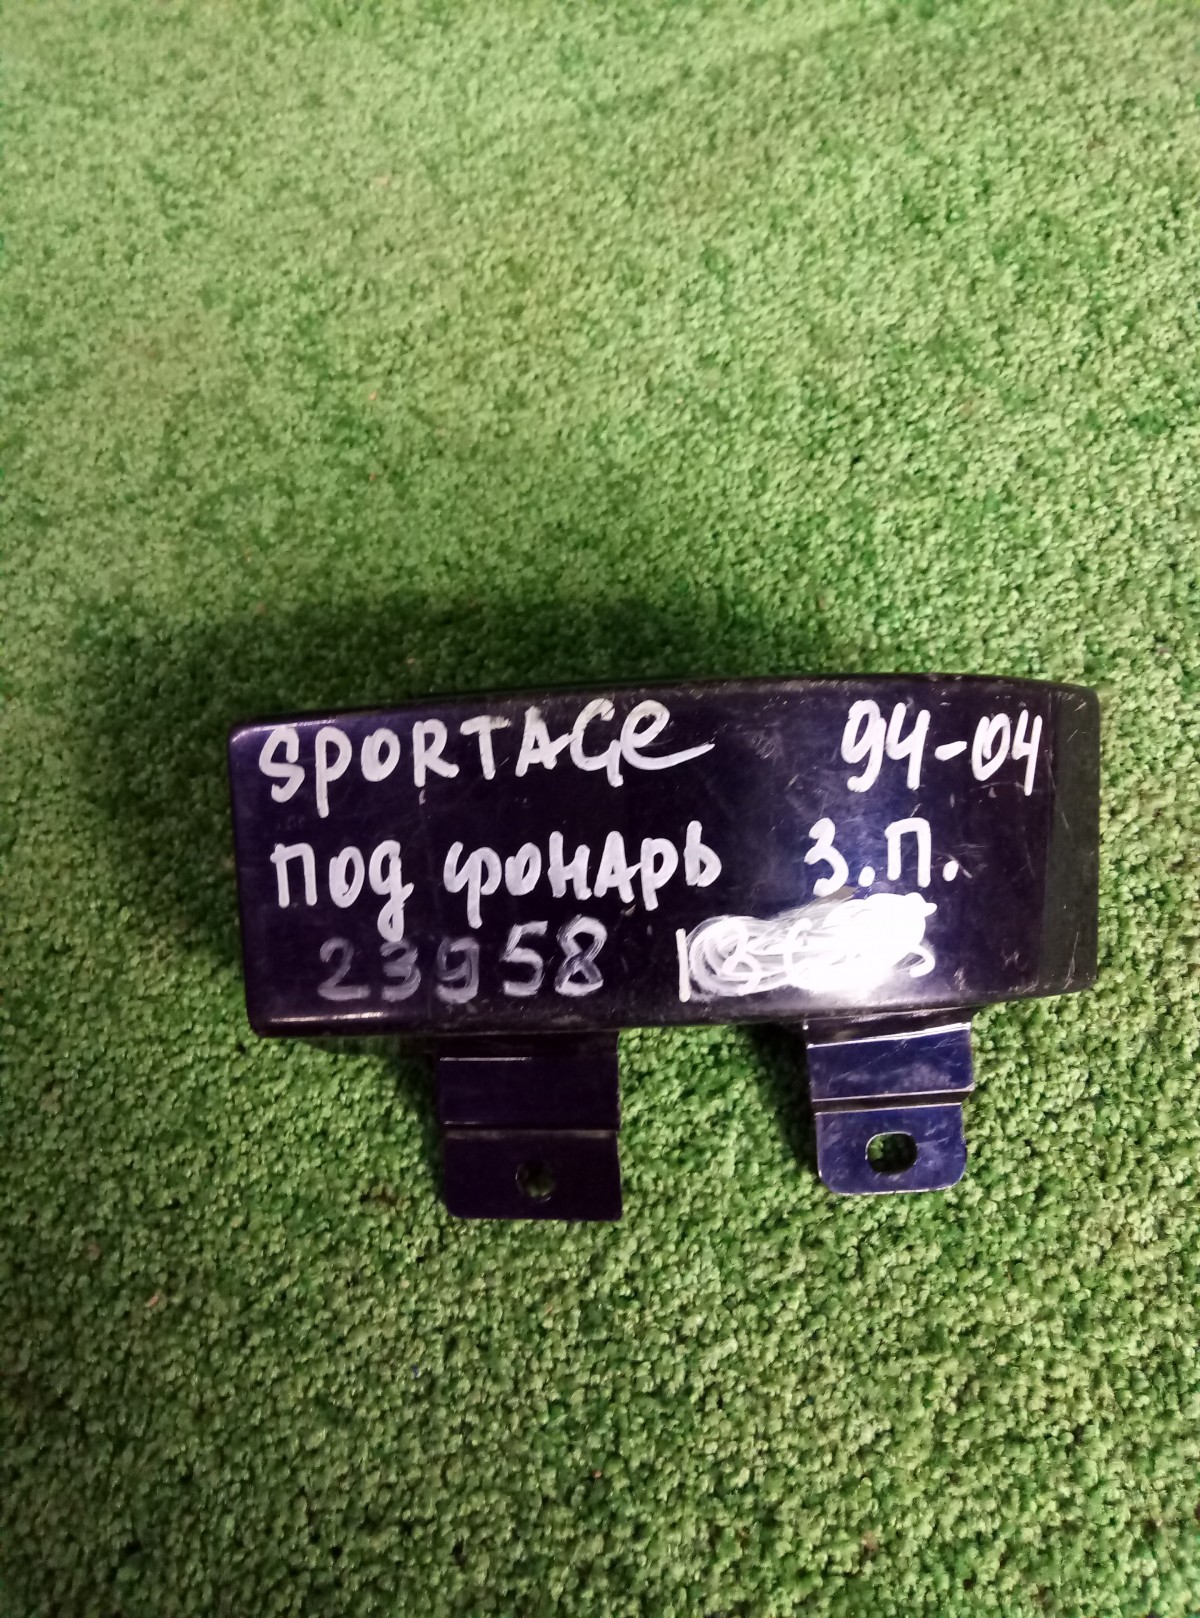 SPORTAGe 94-04
под фонарь З.П.
23958